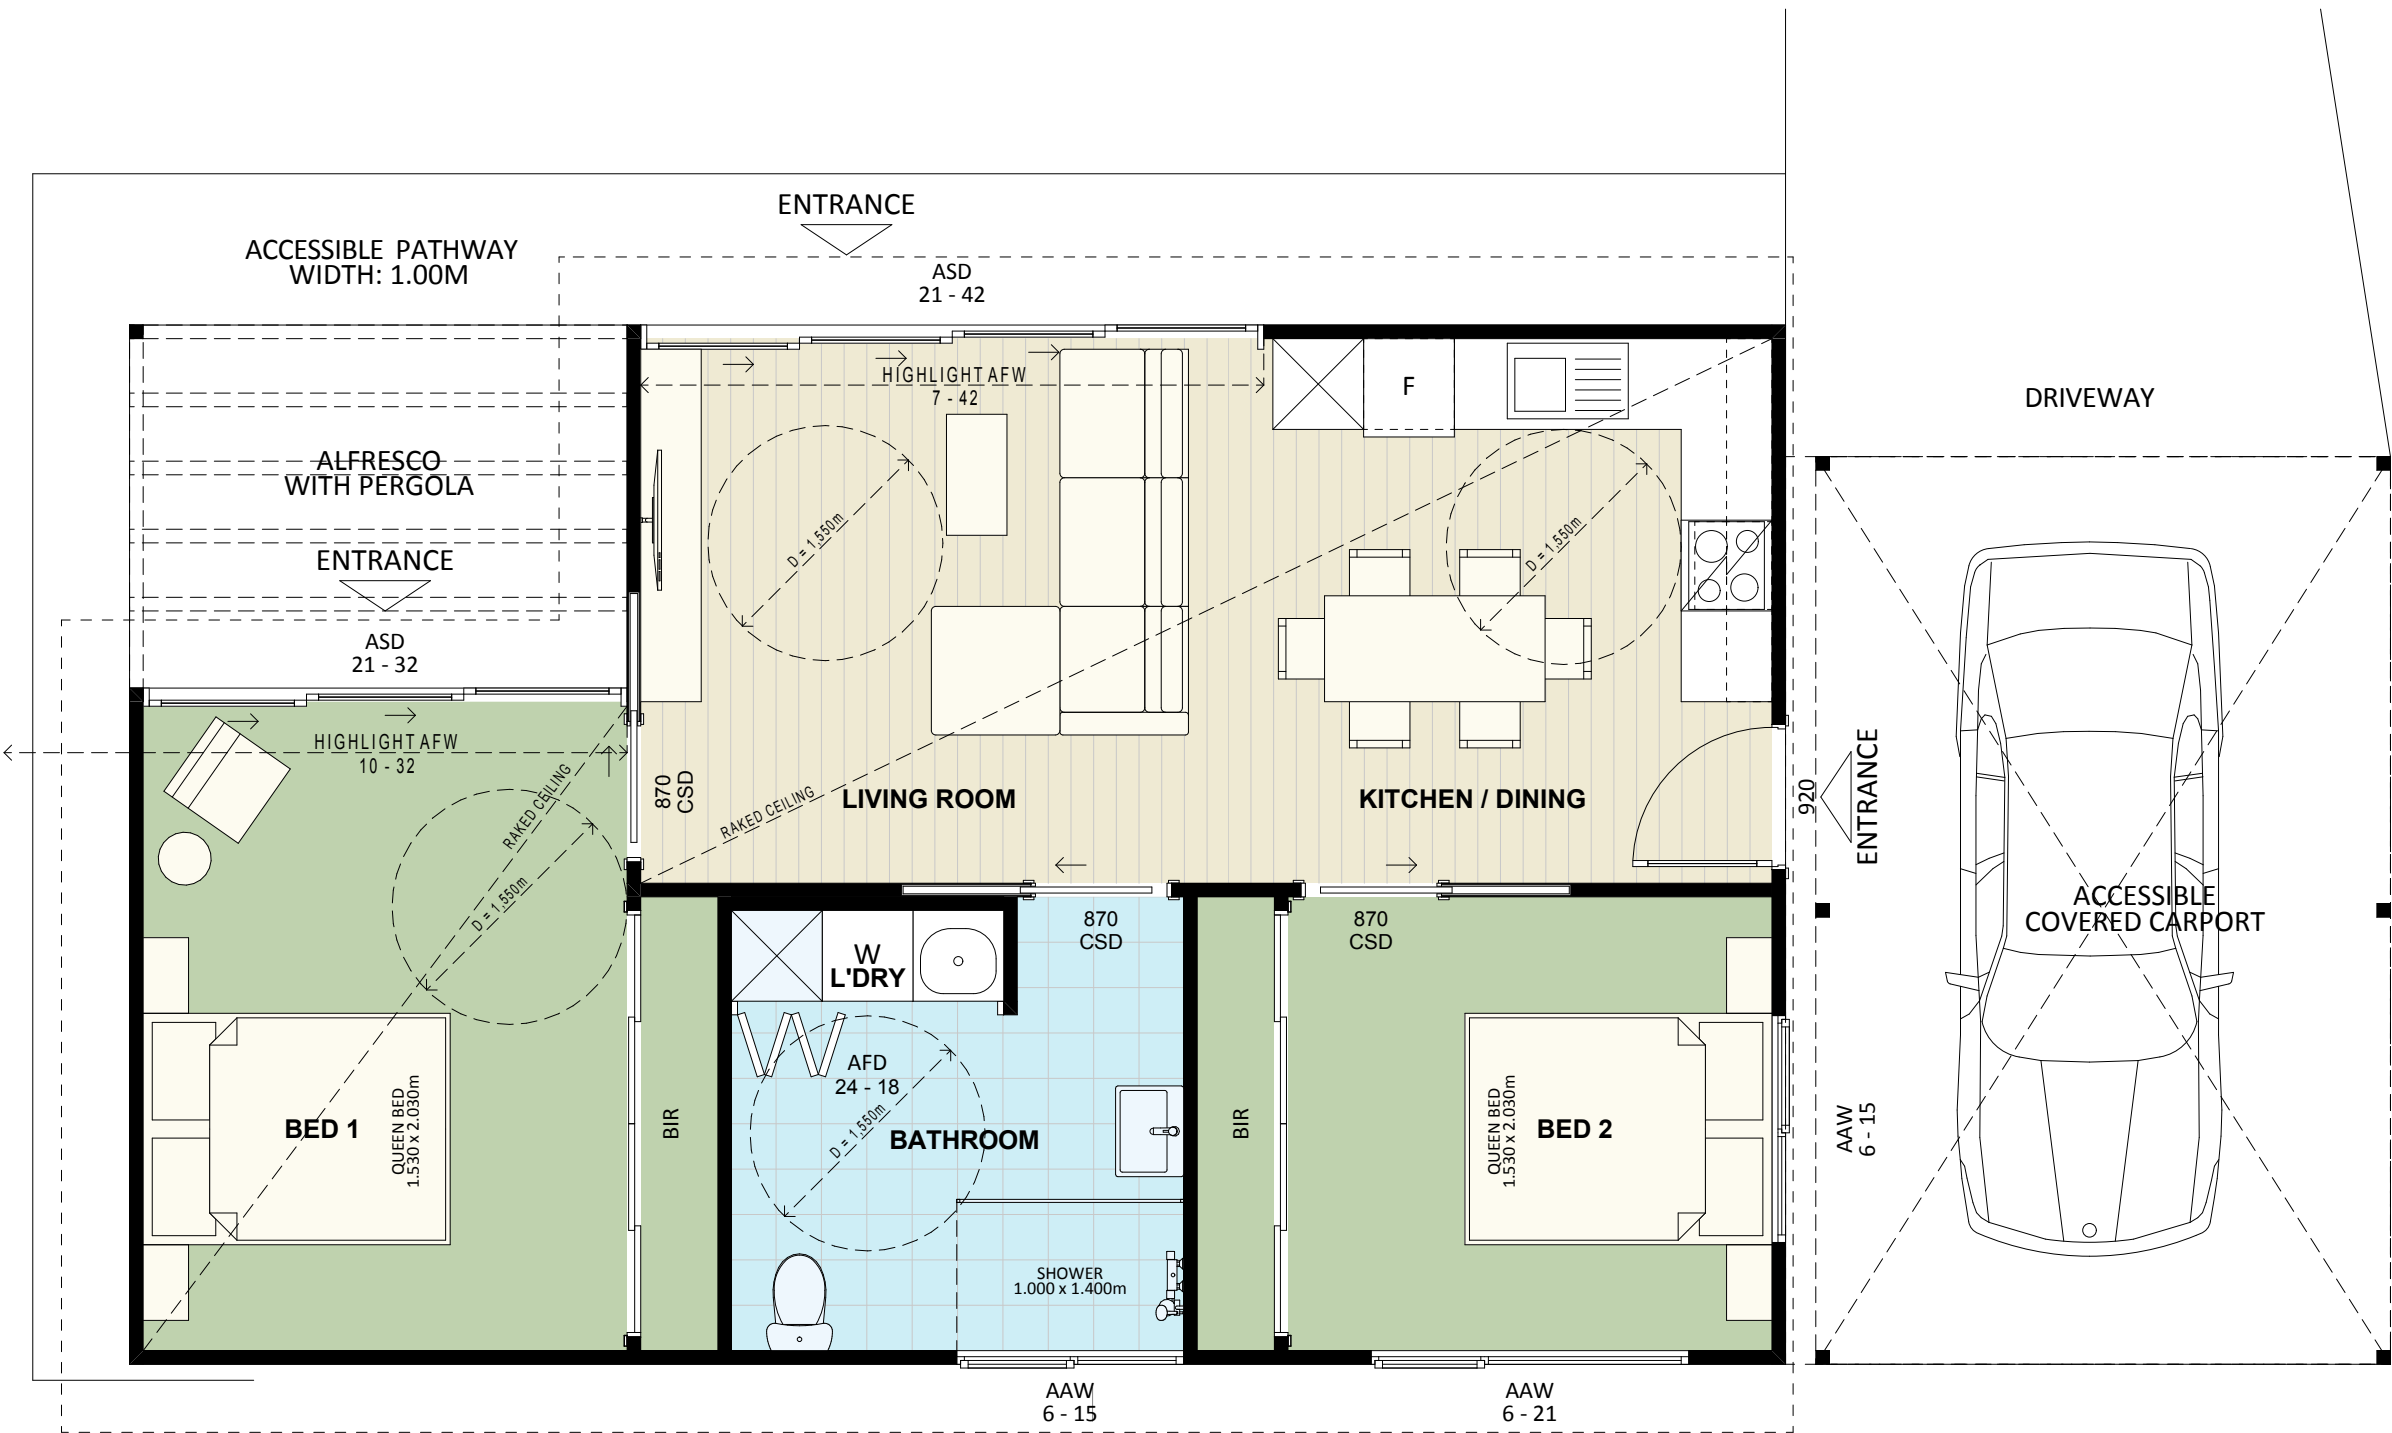 ENTRANCE
ACCESSIBLE PATHWAY
WIDTH: 1.00M
ASD
21 - 42
HIGHLIGHT AFW
7 - 42
F
DRIVEWAY
ALFRESCO
WITH PERGOLA
D = 1,550m
D = 1,550m
ENTRANCE
ASD
21 - 32
HIGHLIGHT AFW
10 - 32
RAKED CEILING
870
CSD
LIVING ROOM
RAKED CEILING
KITCHEN / DINING
920
ENTRANCE
D = 1,550m
870
CSD
870
CSD
ACCESSIBLE
COVERED CARPORT
W
L'DRY
AFD
24 - 18
D = 1,550m
BATHROOM
BED 1
QUEEN BED
1.530 x 2.030m
BIR
BIR
QUEEN BED
1.530 x 2.030m
BED 2
AAW
6 - 15
SHOWER
1.000 x 1.400m
AAW
6 - 15
AAW
6 - 21